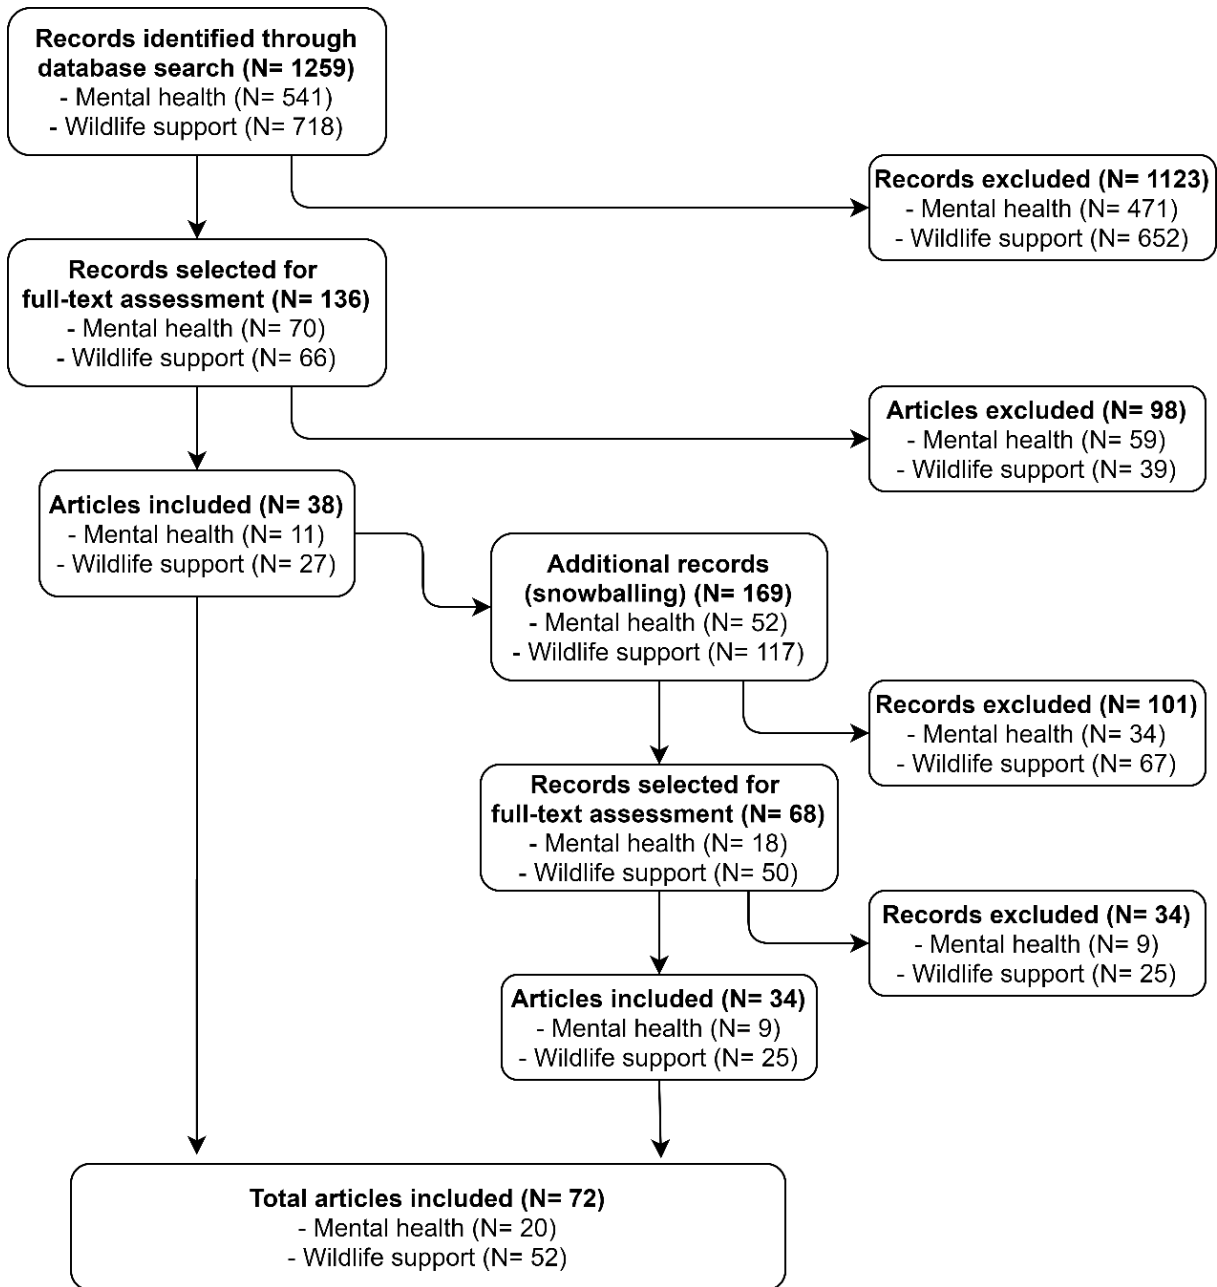 Records identified through
database search (N= 1259)
- Mental health (N= 541)
- Wildlife support (N= 718)
Records excluded (N= 1123)
- Mental health (N= 471)
- Wildlife support (N= 652)
Records selected for
full-text assessment (N= 136)
- Mental health (N= 70)
- Wildlife support (N= 66)
Articles excluded (N= 98)
- Mental health (N= 59)
- Wildlife support (N= 39)
Articles included (N= 38)
- Mental health (N= 11)
- Wildlife support (N= 27)
Additional records
(snowballing) (N= 169)
- Mental health (N= 52)
- Wildlife support (N= 117)
Records excluded (N= 101)
- Mental health (N= 34)
- Wildlife support (N= 67)
Records selected for
full-text assessment (N= 68)
- Mental health (N= 18)
- Wildlife support (N= 50)
Records excluded (N= 34)
- Mental health (N= 9)
- Wildlife support (N= 25)
Articles included (N= 34)
- Mental health (N= 9)
- Wildlife support (N= 25)
Total articles included (N= 72)
- Mental health (N= 20)
- Wildlife support (N= 52)